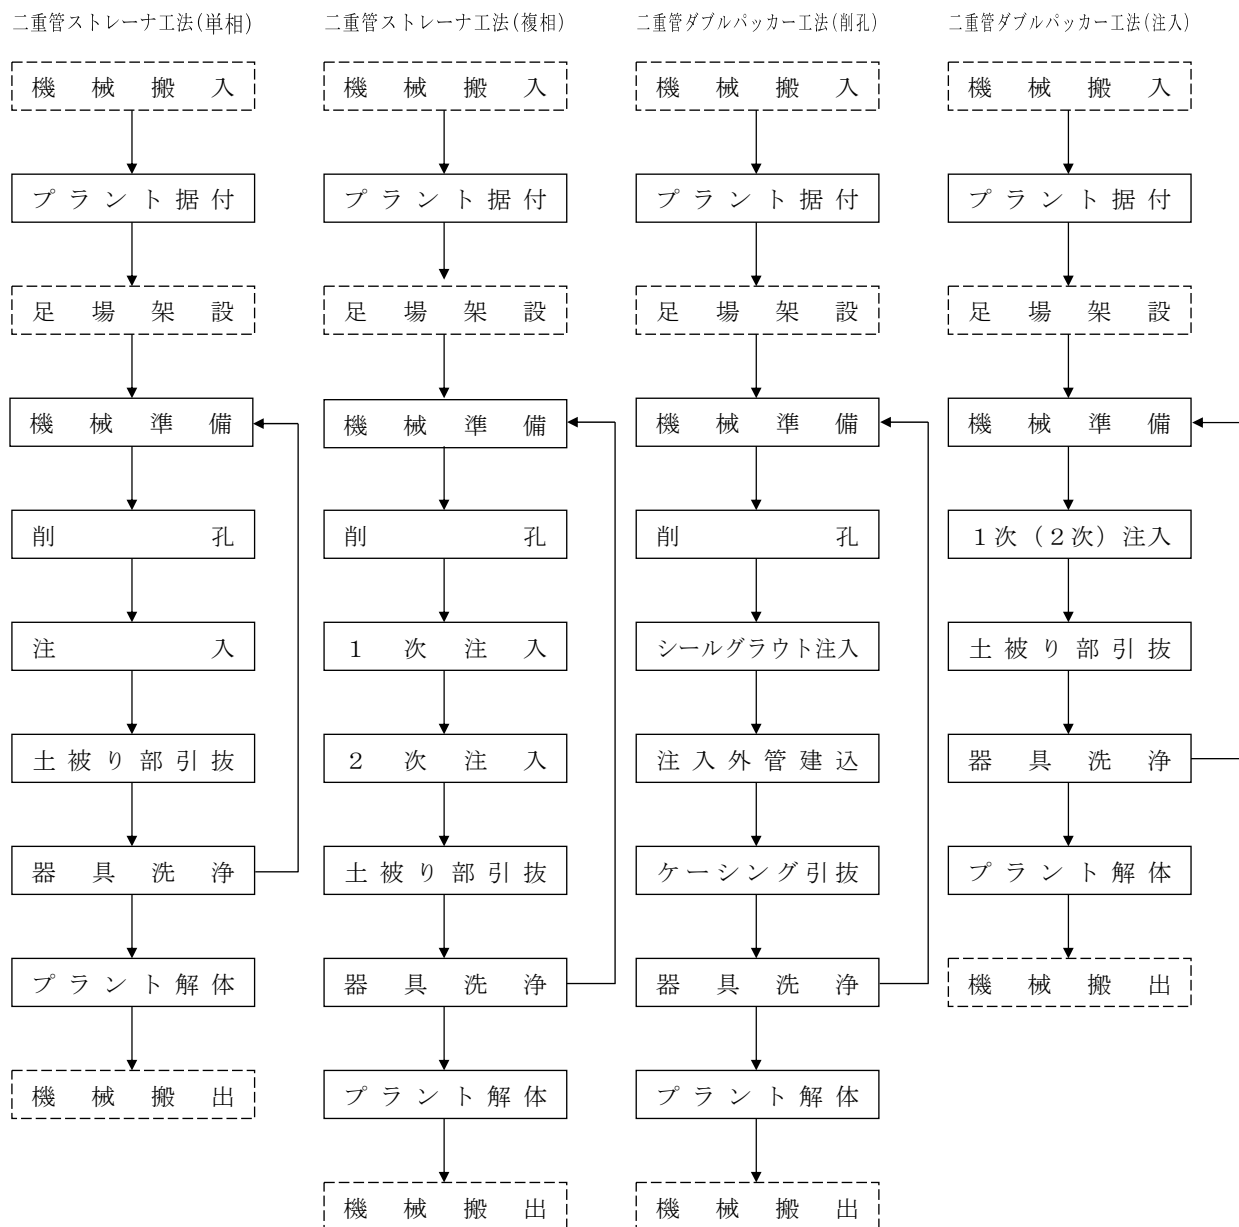 二重管ストレーナ工法(単相)
機械搬入
プラント据付
足場架設
機械準備
削孔
注入
土被り部引抜
器具洗浄
プラント解体
機械搬出
二重管ストレーナ工法(複相)
機械搬入
プラント据付
足場架設
機械準備
削孔
1次注入
2次注入
土被り部引抜
器具洗浄
プラント解体
機械搬出
二重管ダブルパッカー工法(削孔)
機械搬入
プラント据付
足場架設
機械準備
削孔
シールグラウト注入
注入外管建込
ケーシング引抜
器具洗浄
プラント解体
機械搬出
二重管ダブルパッカー工法(注入)
機械搬入
プラント据付
足場架設
機械準備
1次(2次)注入
土被り部引抜
器具洗浄
プラント解体
機械搬出